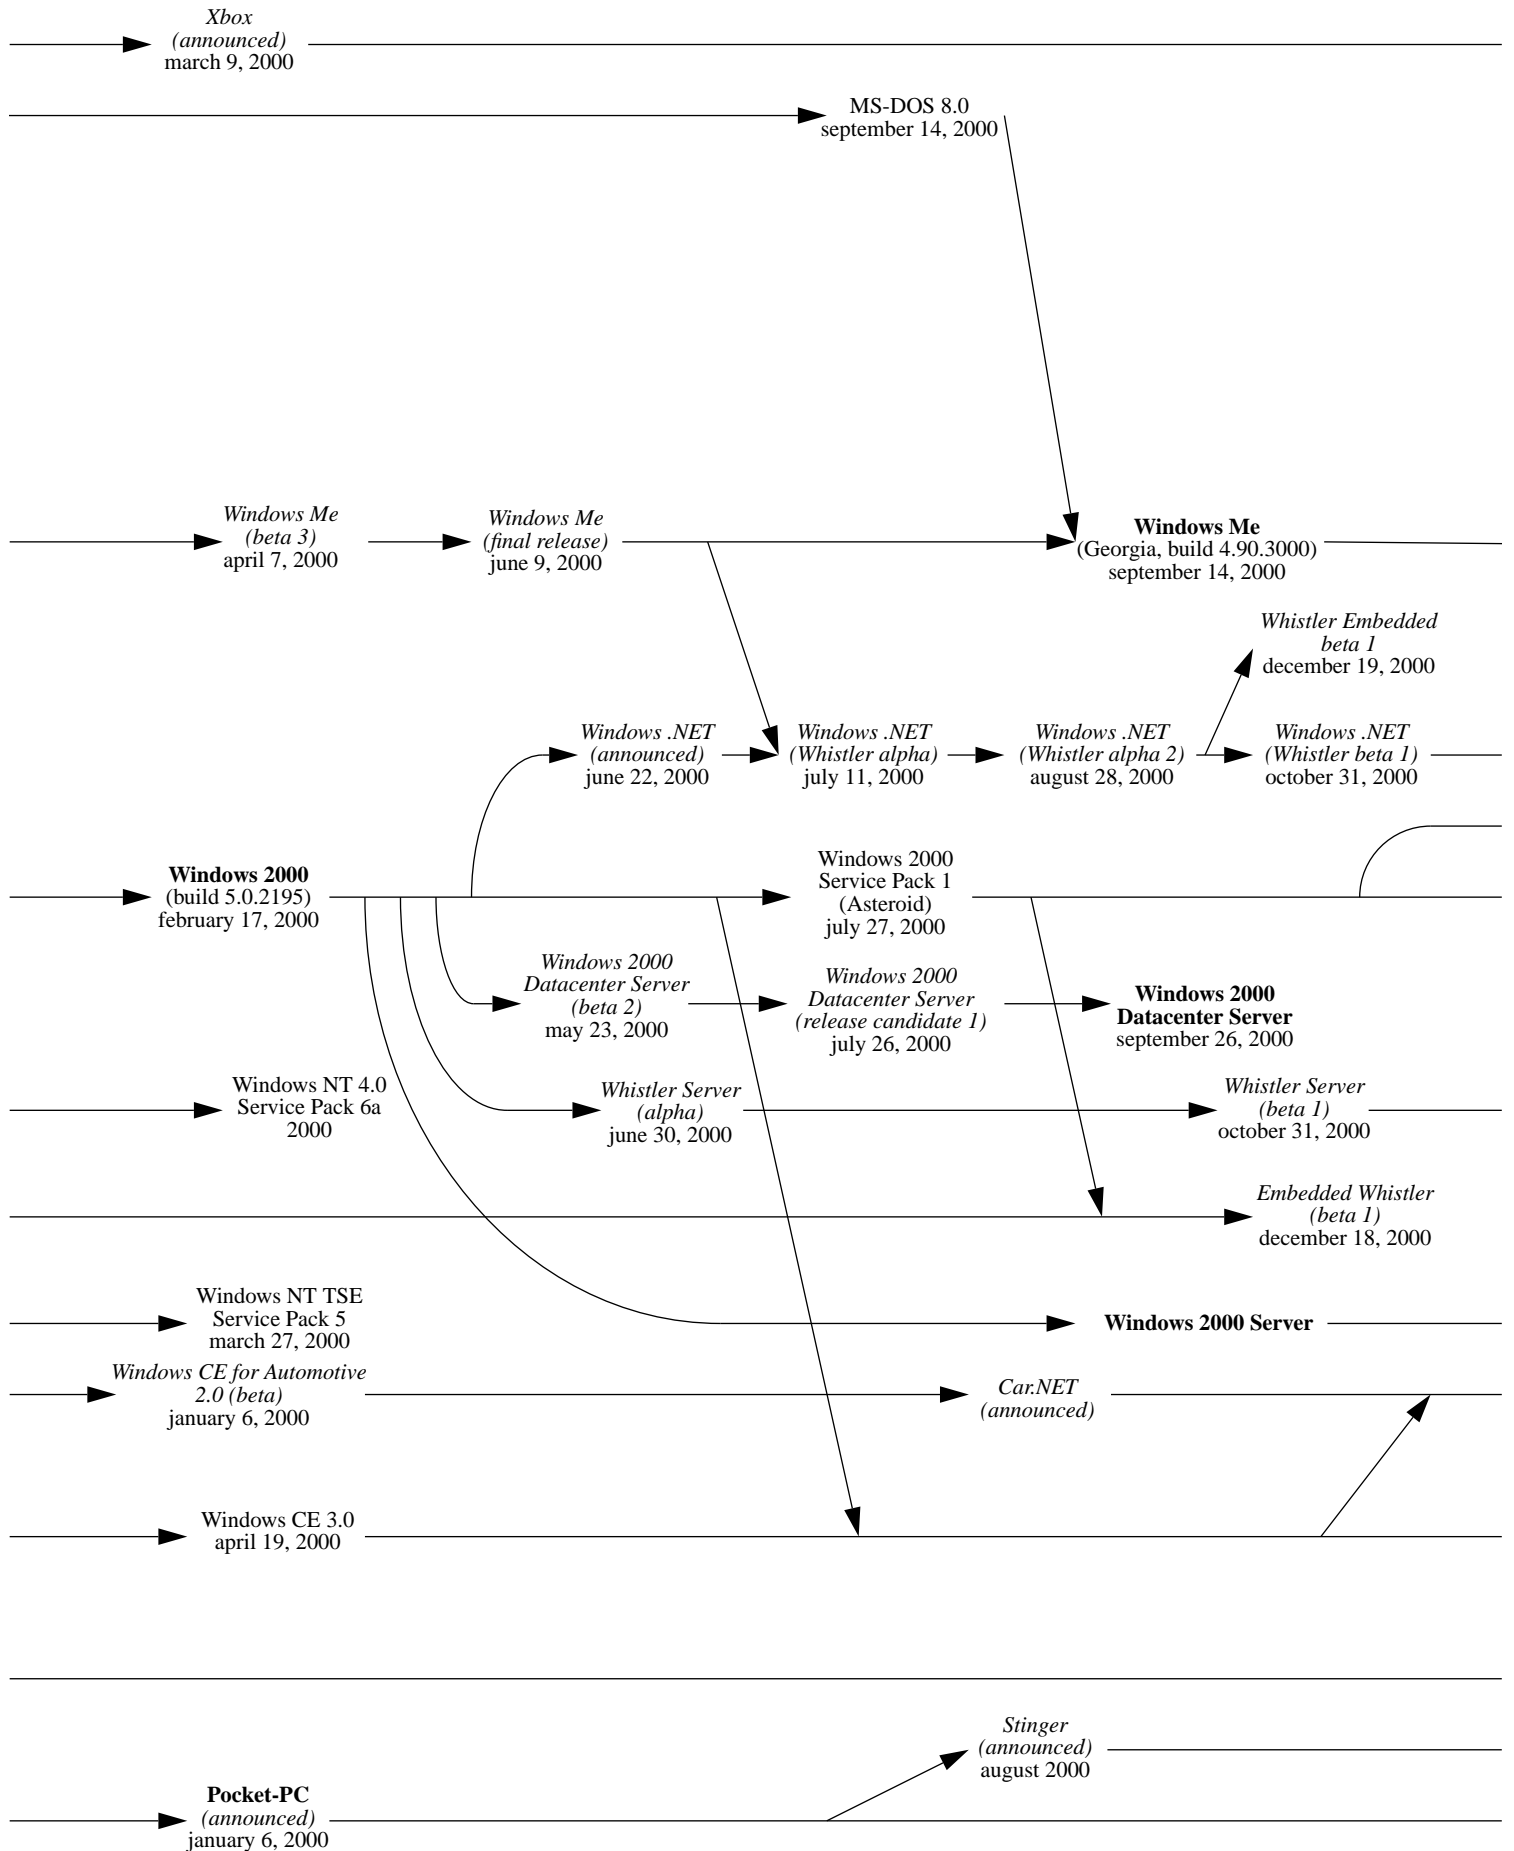 Xbox
(announced)
march 9, 2000
MS-DOS 8.0
september 14, 2000
Windows Me
(beta 3)
april 7, 2000
Windows Me
(final release)
june 9, 2000
Windows Me
(Georgia, build 4.90.3000)
september 14, 2000
Whistler Embedded
beta 1
december 19, 2000
Windows .NET
(announced)
june 22, 2000
Windows .NET
(Whistler alpha)
july 11, 2000
Windows .NET
(Whistler alpha 2)
august 28, 2000
Windows .NET
(Whistler beta 1)
october 31, 2000
Windows 2000
(build 5.0.2195)
february 17, 2000
Windows 2000
Service Pack 1
(Asteroid)
july 27, 2000
Windows 2000
Datacenter Server
(beta 2)
may 23, 2000
Windows 2000
Datacenter Server
(release candidate 1)
july 26, 2000
Windows 2000
Datacenter Server
september 26, 2000
Windows NT 4.0
Service Pack 6a
2000
Whistler Server
(alpha)
june 30, 2000
Whistler Server
(beta 1)
october 31, 2000
Embedded Whistler
(beta 1)
december 18, 2000
Windows NT TSE
Service Pack 5
march 27, 2000
Windows 2000 Server
Windows CE for Automotive
2.0 (beta)
january 6, 2000
Car.NET
(announced)
Windows CE 3.0
april 19, 2000
Stinger
(announced)
august 2000
Pocket-PC
(announced)
january 6, 2000